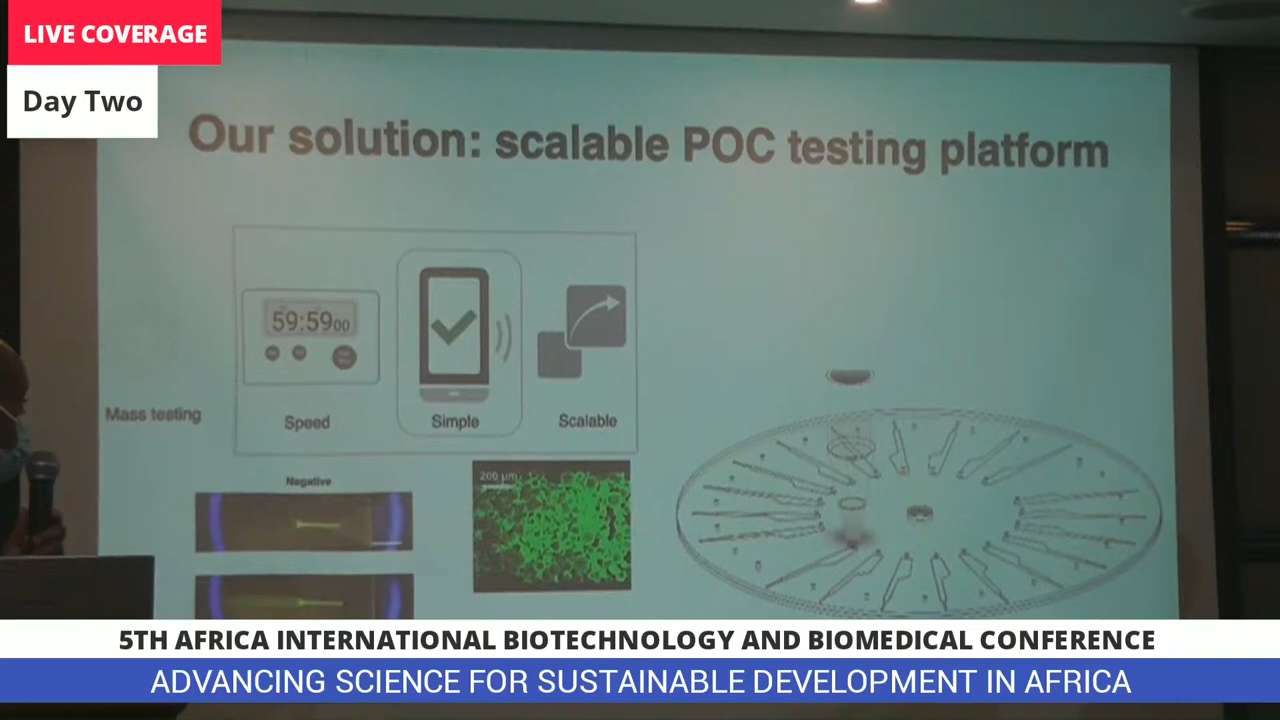 LIVE COVERAGE
Day Two
Our solution: scalable POC testing platform
59:59 00
Mass testing
Speed
Simple
Scalable
Negative
200 µm
5TH AFRICA INTERNATIONAL BIOTECHNOLOGY AND BIOMEDICAL CONFERENCE
ADVANCING SCIENCE FOR SUSTAINABLE DEVELOPMENT IN AFRICA